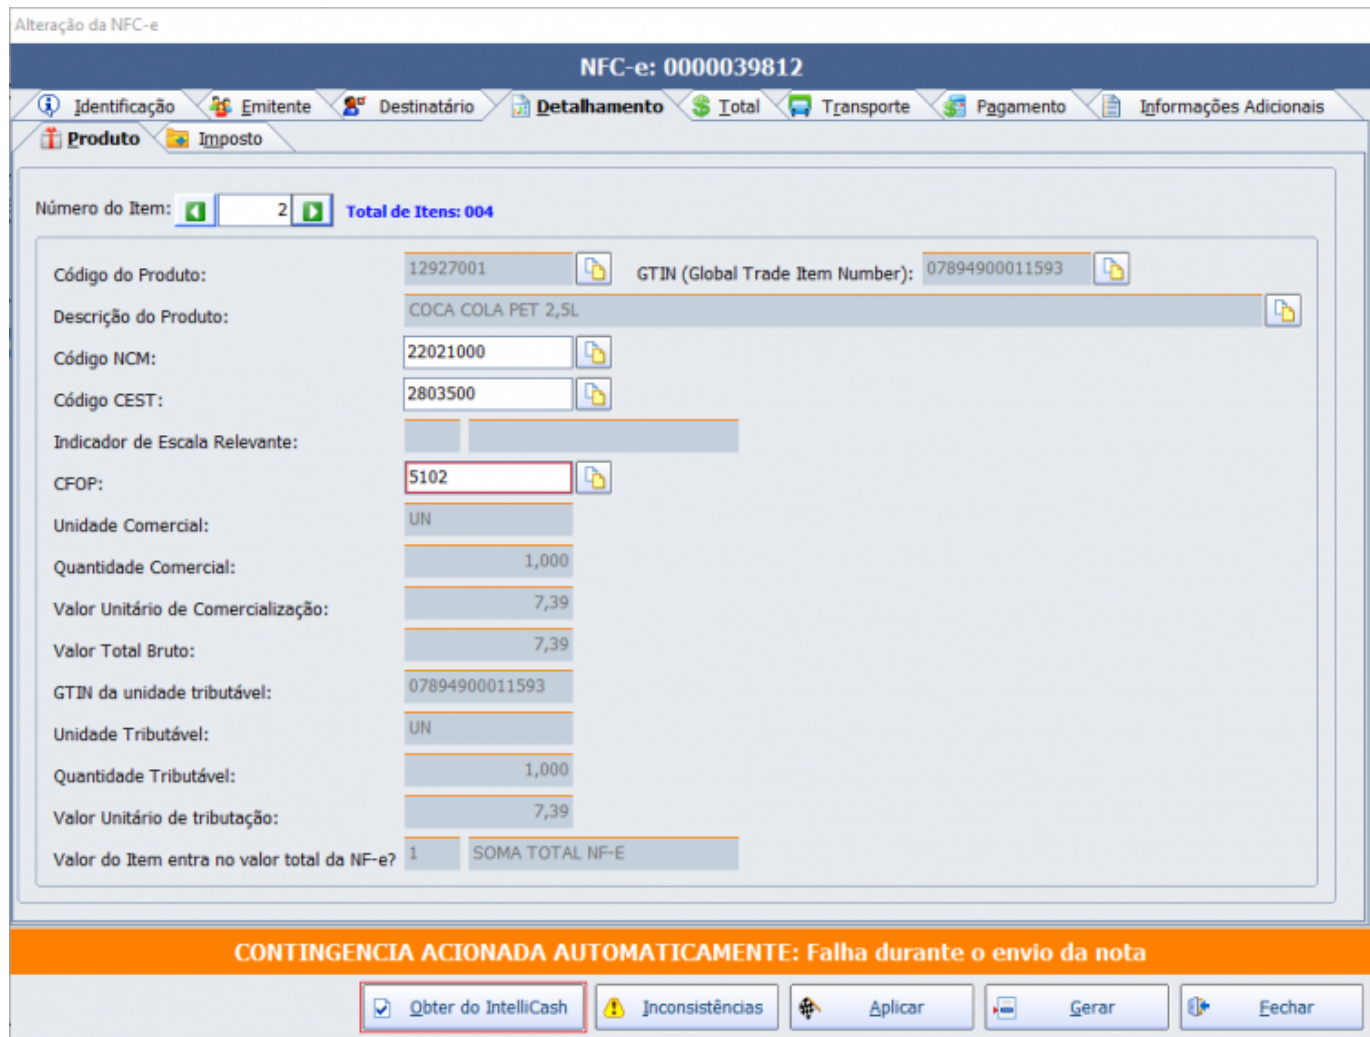 Alteração da NFC-e
NFC-e: 0000039812
Identificação Emitente Destinatário Detalhamento Total Transporte Pagamento Informações Adicionais
Produto Imposto
Número do Item: 2 Total de Itens: 004
Código do Produto: 12927001 GTIN (Global Trade Item Number): 07894900011593
Descrição do Produto: COCA COLA PET 2,5L
Código NCM: 22021000
Código CEST: 2803500
Indicador de Escala Relevante:
CFOP: 5102
Unidade Comercial: UN
Quantidade Comercial: 1,000
Valor Unitário de Comercialização: 7,39
Valor Total Bruto: 7,39
GTIN da unidade tributável: 07894900011593
Unidade Tributável: UN
Quantidade Tributável: 1,000
Valor Unitário de tributação: 7,39
Valor do Item entra no valor total da NF-e? 1 SOMA TOTAL NF-E
CONTINGENCIA ACIONADA AUTOMATICAMENTE: Falha durante o envio da nota
Obter do IntelliCash Inconsistências Aplicar Gerar Fechar